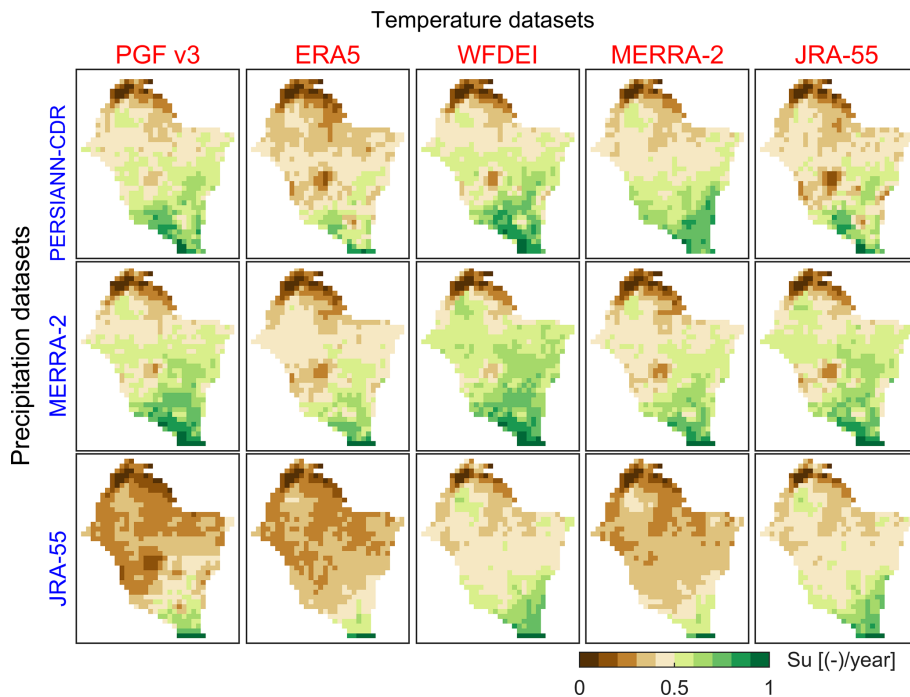 Temperature datasets
PGF v3 ERA5 WFDEI MERRA-2 JRA-55
Precipitation datasets
PERSIANN-CDR
MERRA-2
JRA-55
Su [(-)/year]
0 0.5 1